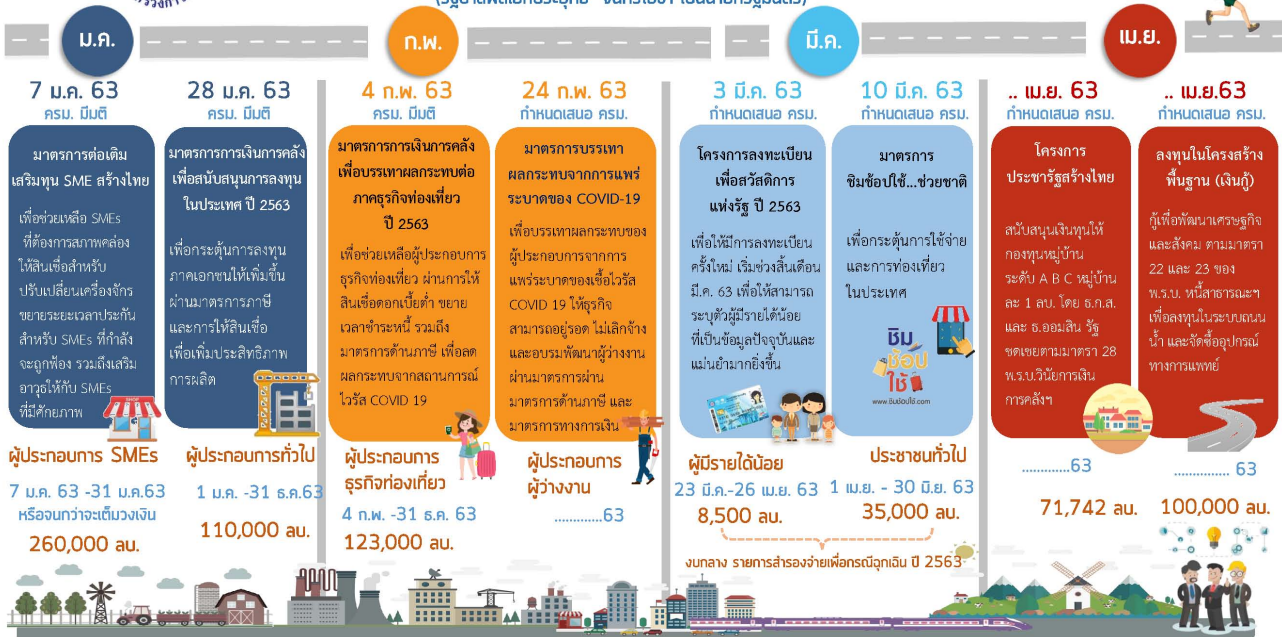 ม.ค.
ก.พ.
มี.ค.
เม.ย.
7 ม.ค. 63
ครม. มีมติ
มาตรการต่อเติม
เสริมทุน SME สร้างไทย
เพื่อช่วยเหลือ SMEs
ที่ต้องการสภาพคล่อง
ให้สินเชื่อสำหรับ
ปรับเปลี่ยนเครื่องจักร
ขยายระยะเวลาประกัน
สำหรับ SMEs ที่กำลัง
จะถูกฟ้อง รวมถึงเสริม
อาวุธให้กับ SMEs
ที่มีศักยภาพ
SHOP
ผู้ประกอบการ SMEs
7 ม.ค. 63 -31 ม.ค.63
หรือจนกว่าจะเต็มวงเงิน
260,000 ลบ.
28 ม.ค. 63
ครม. มีมติ
มาตรการการเงินการคลัง
เพื่อสนับสนุนการลงทุน
ในประเทศ ปี 2563
เพื่อกระตุ้นการลงทุน
ภาคเอกชนให้เพิ่มขึ้น
ผ่านมาตรการภาษี
และการให้สินเชื่อ
เพื่อเพิ่มประสิทธิภาพ
การผลิต
ผู้ประกอบการทั่วไป
1 ม.ค. -31 ธ.ค.63
110,000 ลบ.
4 ก.พ. 63
ครม. มีมติ
มาตรการการเงินการคลัง
เพื่อบรรเทาผลกระทบต่อ
ภาคธุรกิจท่องเที่ยว
ปี 2563
เพื่อช่วยเหลือผู้ประกอบการ
ธุรกิจท่องเที่ยว ผ่านการให้
สินเชื่อดอกเบี้ยต่ำ ขยาย
เวลาชำระหนี้ รวมถึง
มาตรการด้านภาษี เพื่อลด
ผลกระทบจากสถานการณ์
ไวรัส COVID 19
ผู้ประกอบการ
ธุรกิจท่องเที่ยว
4 ก.พ. -31 ธ.ค. 63
123,000 ลบ.
24 ก.พ. 63
กำหนดเสนอ ครม.
มาตรการบรรเทา
ผลกระทบจากการแพร่
ระบาดของ COVID-19
เพื่อบรรเทาผลกระทบของ
ผู้ประกอบการจากการ
แพร่ระบาดของเชื้อไวรัส
COVID 19 ให้ธุรกิจ
สามารถอยู่รอด ไม่เลิกจ้าง
และอบรมพัฒนาผู้ว่างงาน
ผ่านมาตรการผ่าน
มาตรการด้านภาษี และ
มาตรการทางการเงิน
ผู้ประกอบการ
ผู้ว่างงาน
............63
3 มี.ค. 63
กำหนดเสนอ ครม.
โครงการลงทะเบียน
เพื่อสวัสดิการ
แห่งรัฐ ปี 2563
เพื่อให้มีการลงทะเบียน
ครั้งใหม่ เริ่มช่วงสิ้นเดือน
มี.ค. 63 เพื่อให้สามารถ
ระบุตัวผู้มีรายได้น้อย
ที่เป็นข้อมูลปัจจุบันและ
แม่นยำมากยิ่งขึ้น
ผู้มีรายได้น้อย
23 มี.ค.-26 เม.ย. 63
8,500 ลบ.
10 มี.ค. 63
กำหนดเสนอ ครม.
มาตรการ
ชิมช้อปใช้...ช่วยชาติ
เพื่อกระตุ้นการใช้จ่าย
และการท่องเที่ยว
ในประเทศ
ชิม
ช้อป
ใช้
www.ชิมช้อปใช้.com
ประชาชนทั่วไป
1 เม.ย. - 30 มิ.ย. 63
35,000 ลบ.
งบกลาง รายการสำรองจ่ายเพื่อกรณีฉุกเฉิน ปี 2563
.. เม.ย. 63
กำหนดเสนอ ครม.
โครงการ
ประชารัฐสร้างไทย
สนับสนุนเงินทุนให้
กองทุนหมู่บ้าน
ระดับ A B C หมู่บ้าน
ละ 1 ลบ. โดย ธ.ก.ส.
และ ธ.ออมสิน รัฐ
ชดเชยตามมาตรา 28
พ.ร.บ.วินัยการเงิน
การคลังฯ
............63
71,742 ลบ.
.. เม.ย.63
กำหนดเสนอ ครม.
ลงทุนในโครงสร้าง
พื้นฐาน (เงินกู้)
กู้เพื่อพัฒนาเศรษฐกิจ
และสังคม ตามมาตรา
22 และ 23 ของ
พ.ร.บ. หนี้สาธารณะฯ
เพื่อลงทุนในระบบถนน
น้ำ และจัดซื้ออุปกรณ์
ทางการแพทย์
............ 63
100,000 ลบ.